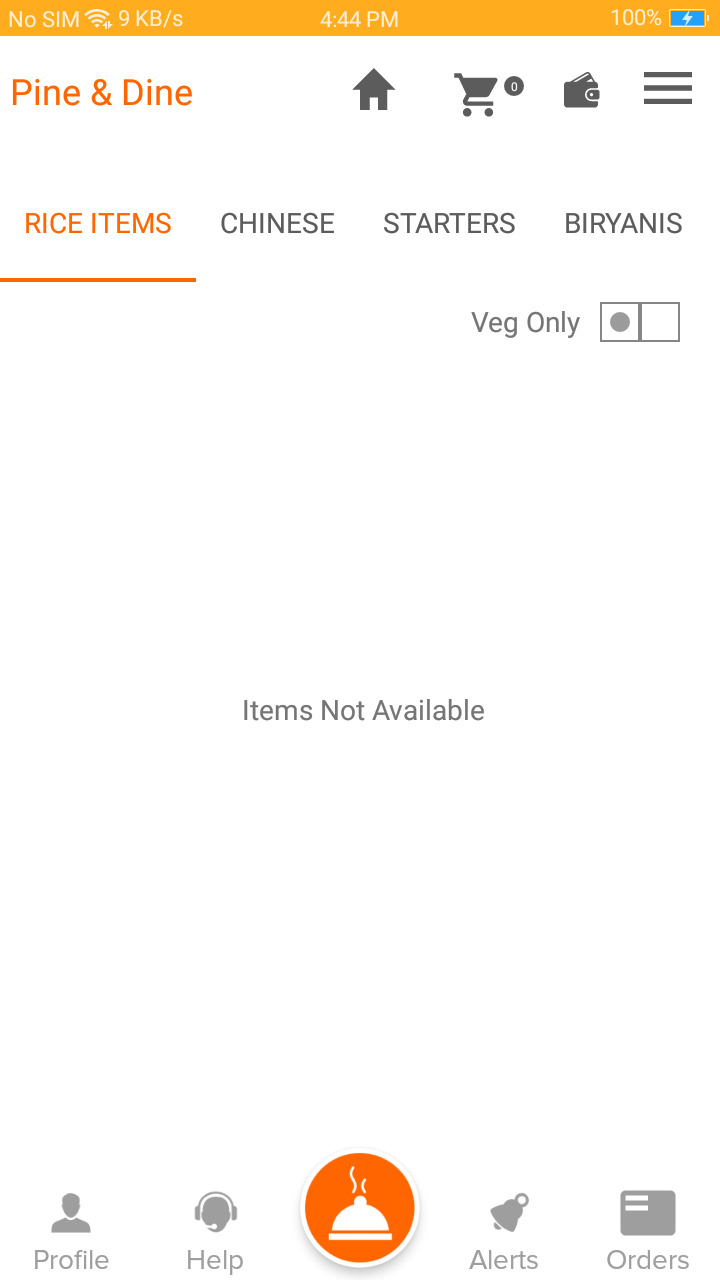 No SIM 9 KB/s 4:44 PM 100%
Pine & Dine 0
RICE ITEMS CHINESE STARTERS BIRYANIS
Veg Only
Items Not Available
Profile Help Alerts Orders